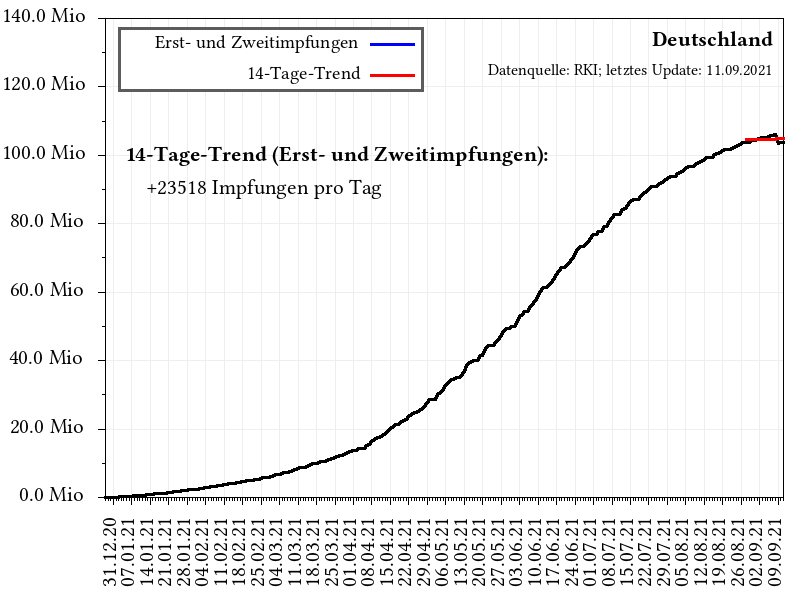 140.0 Mio
120.0 Mio
100.0 Mio
80.0 Mio
60.0 Mio
40.0 Mio
20.0 Mio
0.0 Mio
Erst- und Zweitimpfungen
14-Tage-Trend
Deutschland
Datenquelle: RKI; letztes Update: 11.09.2021
14-Tage-Trend (Erst- und Zweitimpfungen):
+23518 Impfungen pro Tag
31.12.20
07.01.21
14.01.21
21.01.21
28.01.21
04.02.21
11.02.21
18.02.21
25.02.21
04.03.21
11.03.21
18.03.21
25.03.21
01.04.21
08.04.21
15.04.21
22.04.21
29.04.21
06.05.21
13.05.21
20.05.21
27.05.21
03.06.21
10.06.21
17.06.21
24.06.21
01.07.21
08.07.21
15.07.21
22.07.21
29.07.21
05.08.21
12.08.21
19.08.21
26.08.21
02.09.21
09.09.21